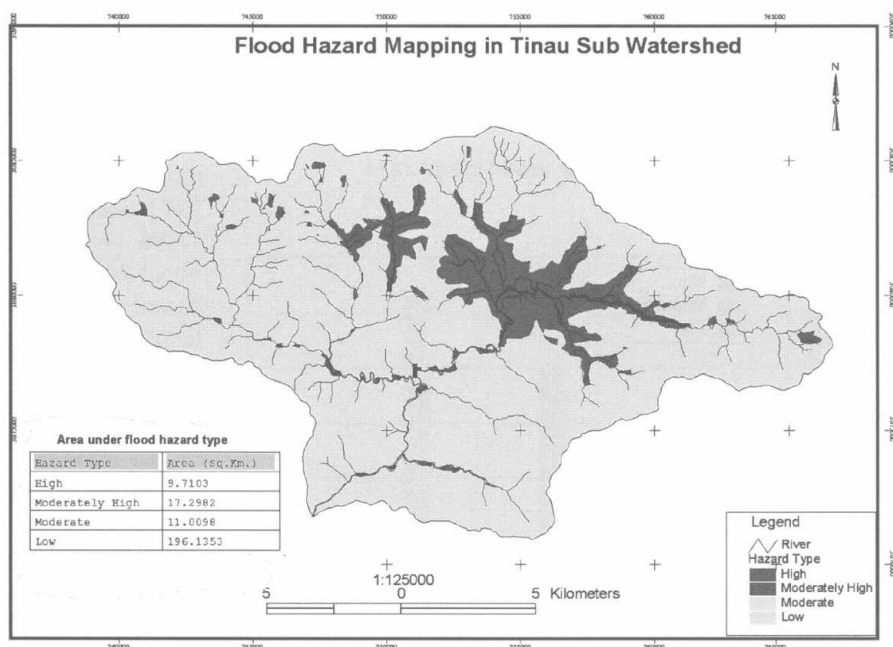 740000 745000 750000 755000 760000 765000
Flood Hazard Mapping in Tinau Sub Watershed
N
Area under flood hazard type
Hazard Type Area (Sq.Km.)
High 9.7103
Moderately High 17.2982
Moderate 11.0098
Low 196.1353
1:125000
5 0 5 Kilometers
Legend
River
Hazard Type
High
Moderately High
Moderate
Low